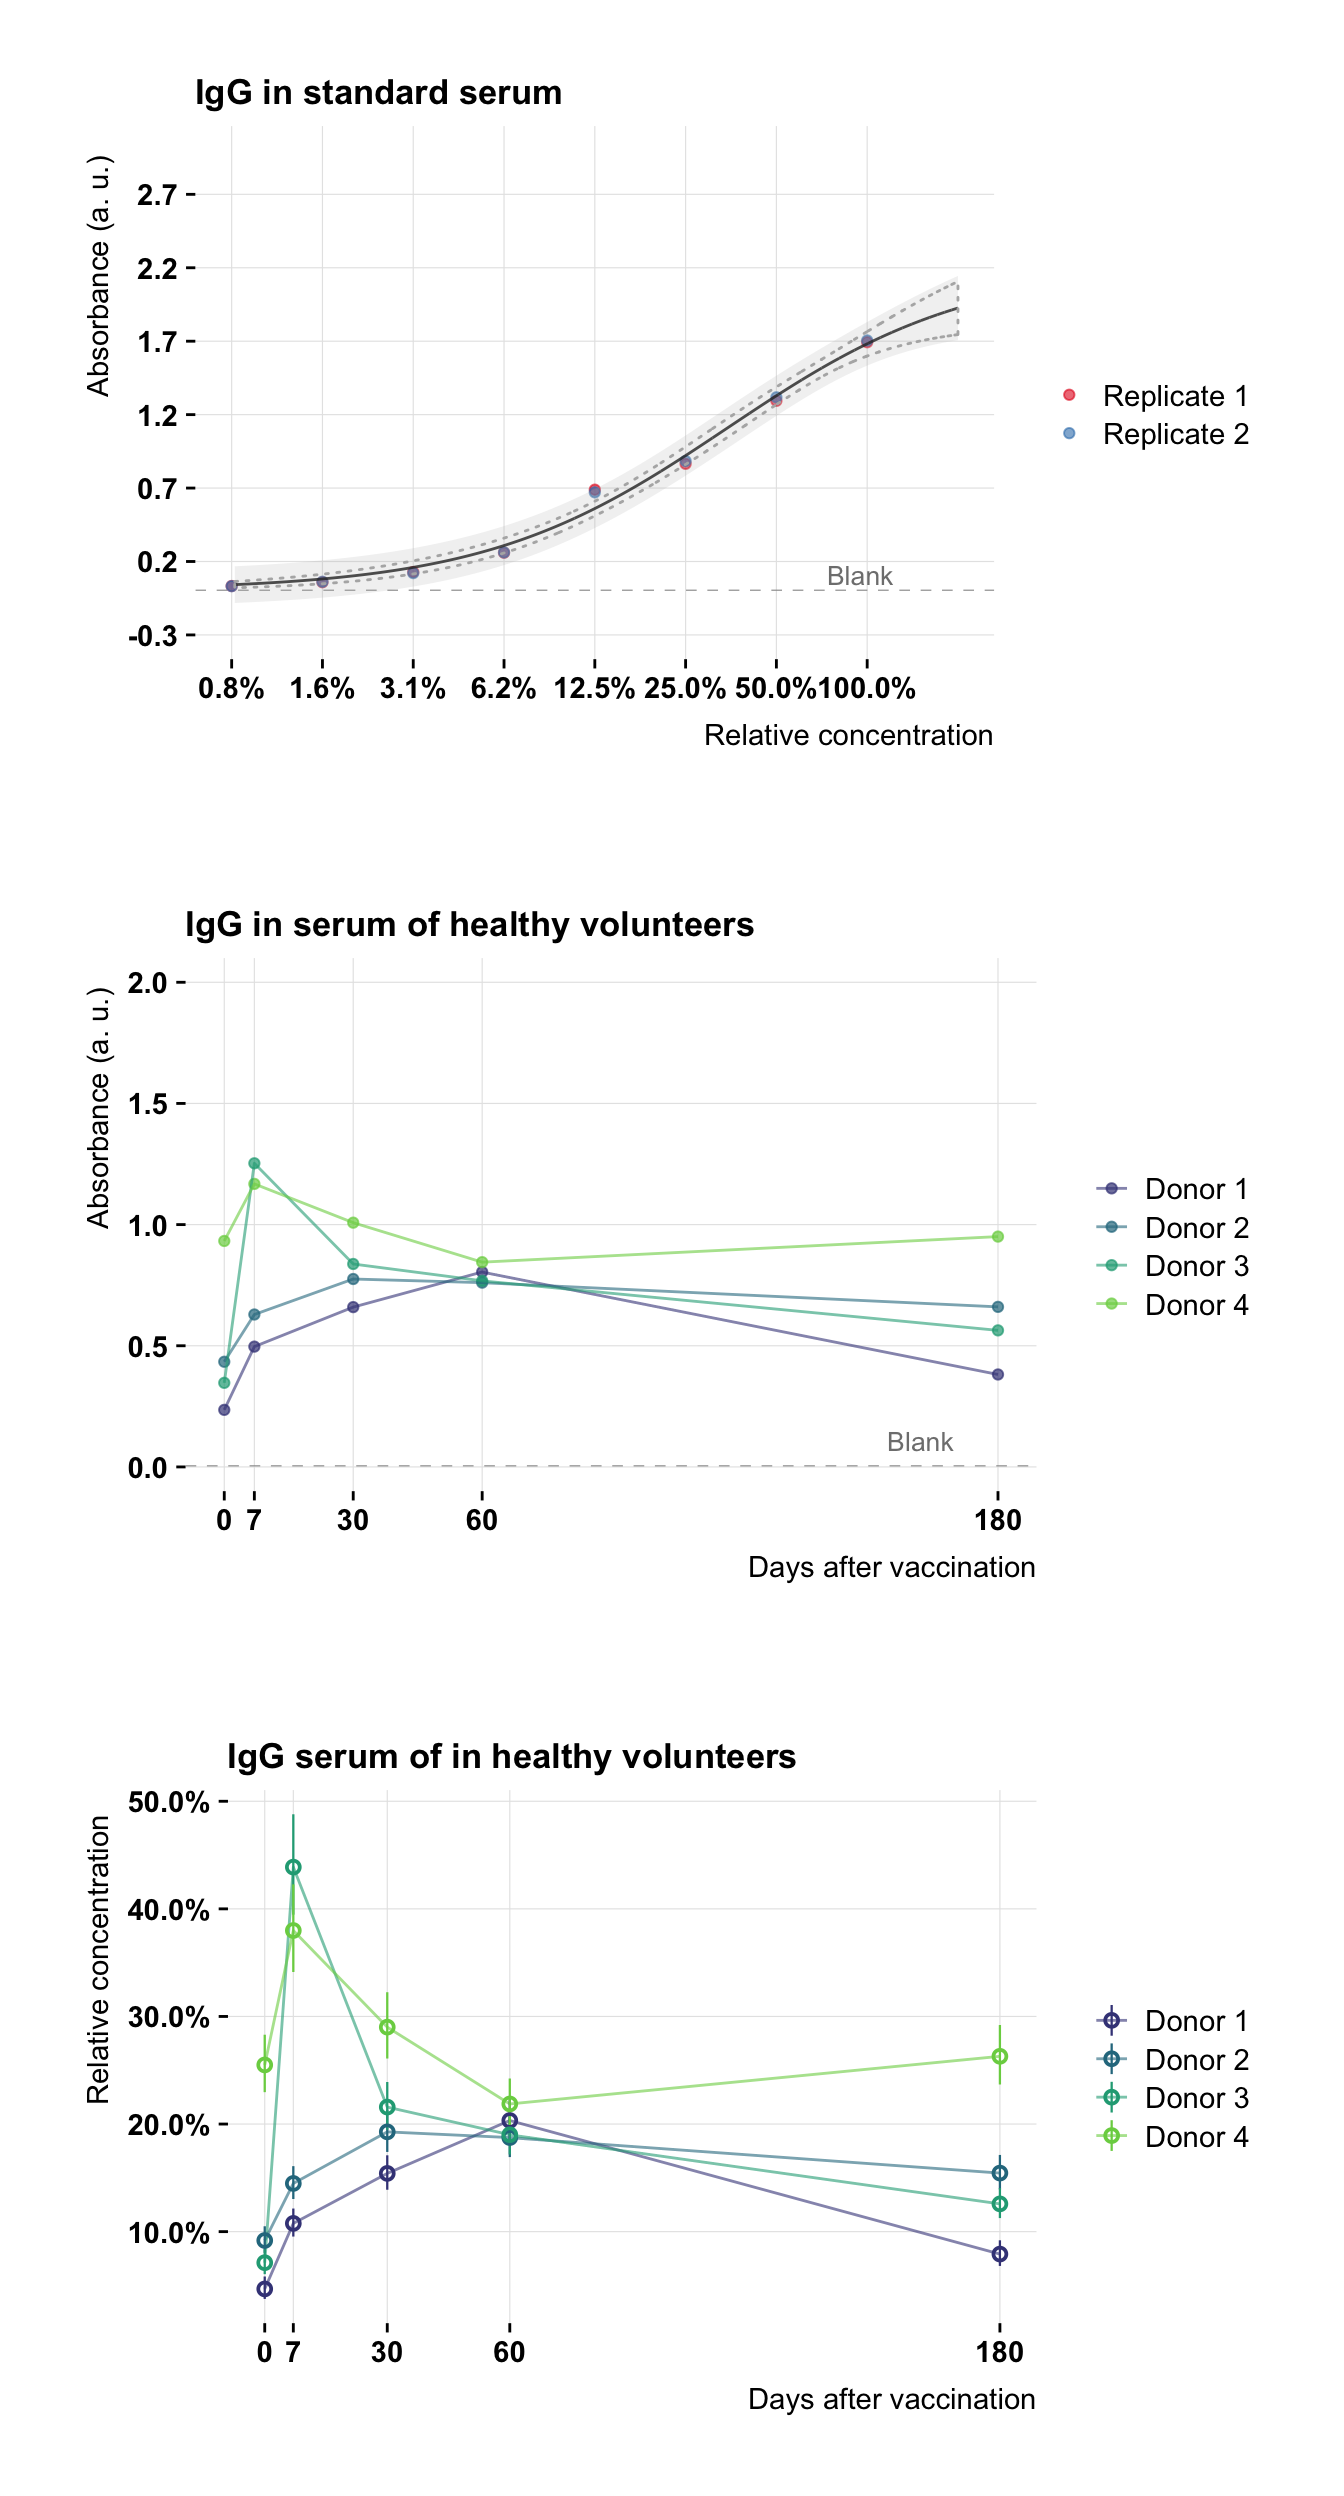 IgG in standard serum
Absorbance (a. u.)
2.7
2.2
1.7
1.2
0.7
0.2
-0.3
Blank
0.8% 1.6% 3.1% 6.2% 12.5% 25.0% 50.0% 100.0%
Relative concentration
Replicate 1
Replicate 2
IgG in serum of healthy volunteers
Absorbance (a. u.)
2.0
1.5
1.0
0.5
0.0
Blank
0 7 30 60 180
Days after vaccination
Donor 1
Donor 2
Donor 3
Donor 4
IgG serum of in healthy volunteers
Relative concentration
50.0%
40.0%
30.0%
20.0%
10.0%
0 7 30 60 180
Days after vaccination
Donor 1
Donor 2
Donor 3
Donor 4